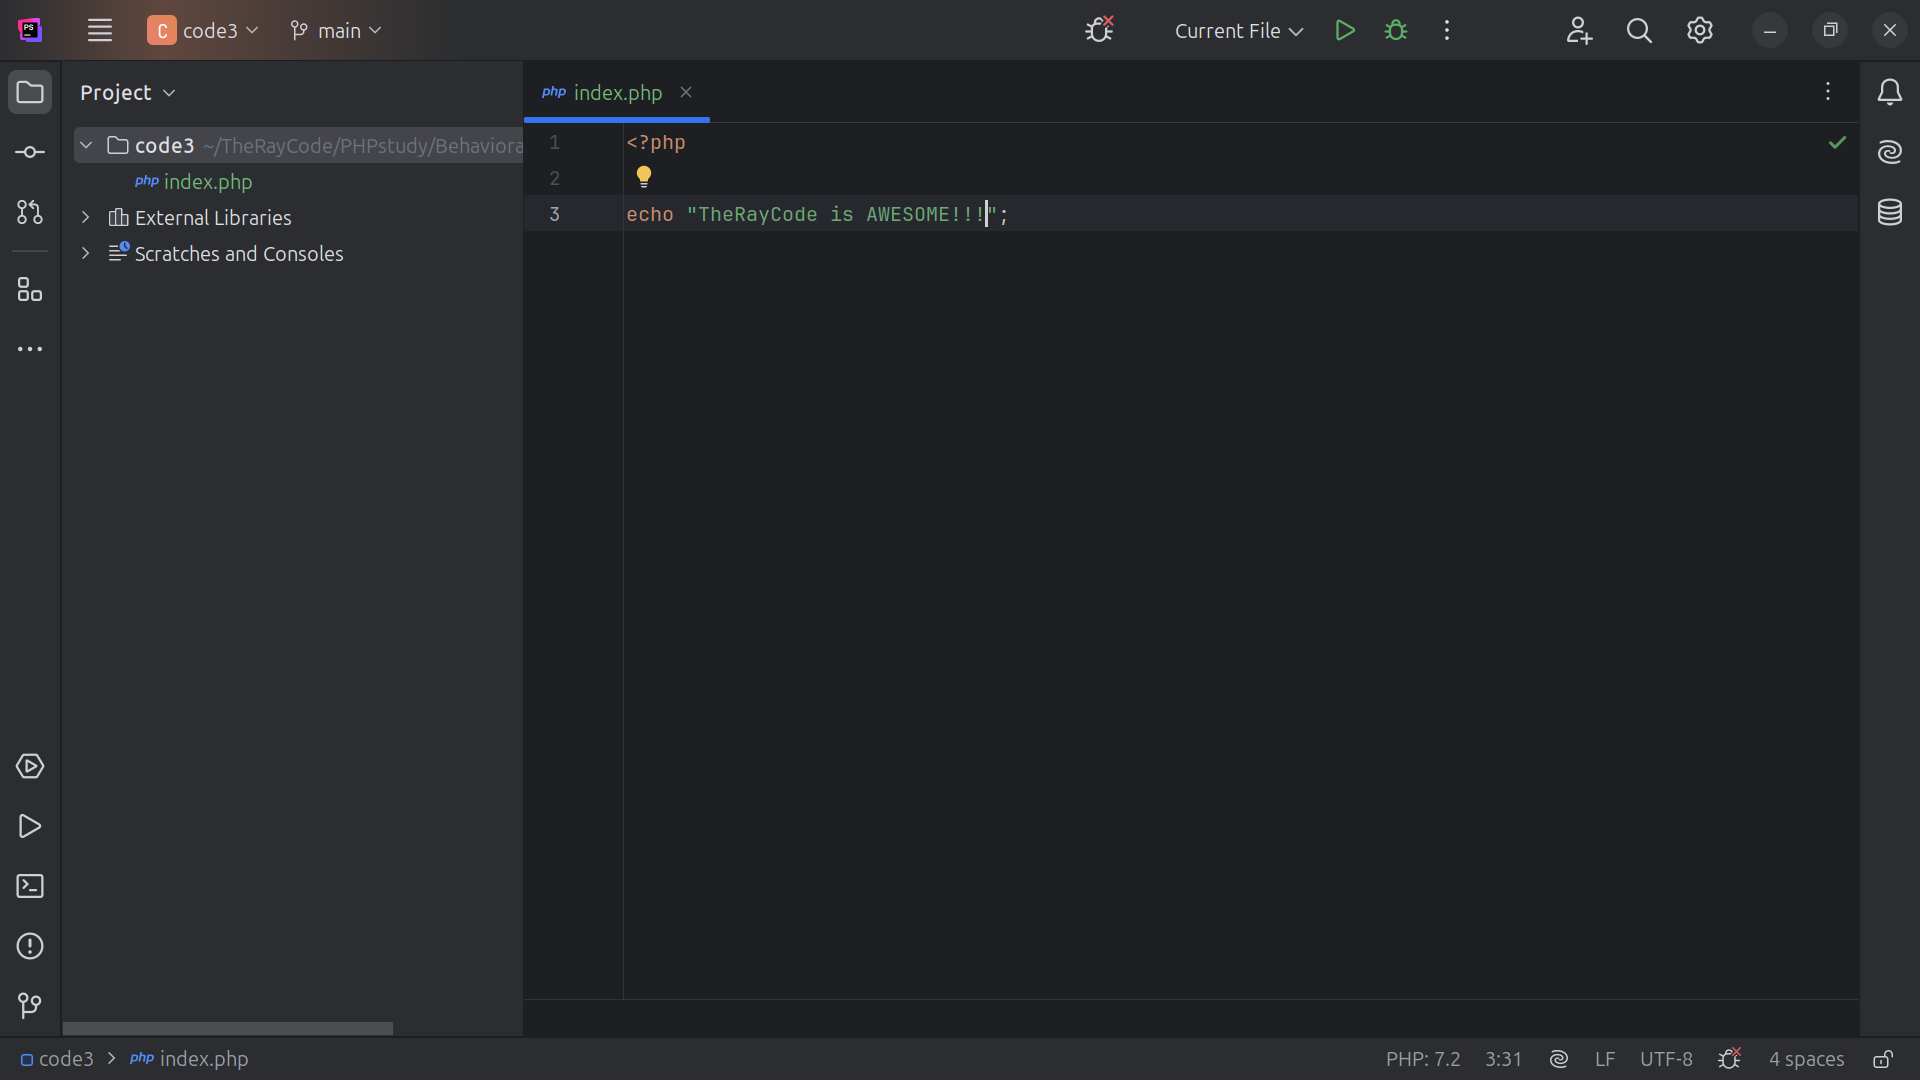 PS
C code3 main Current File
Project
code3 ~/TheRayCode/PHPstudy/Behaviora
php index.php
External Libraries
Scratches and Consoles
php index.php
1 <?php
2
3 echo "TheRayCode is AWESOME!!!";
code3 > php index.php
PHP: 7.2 3:31 LF UTF-8 4 spaces